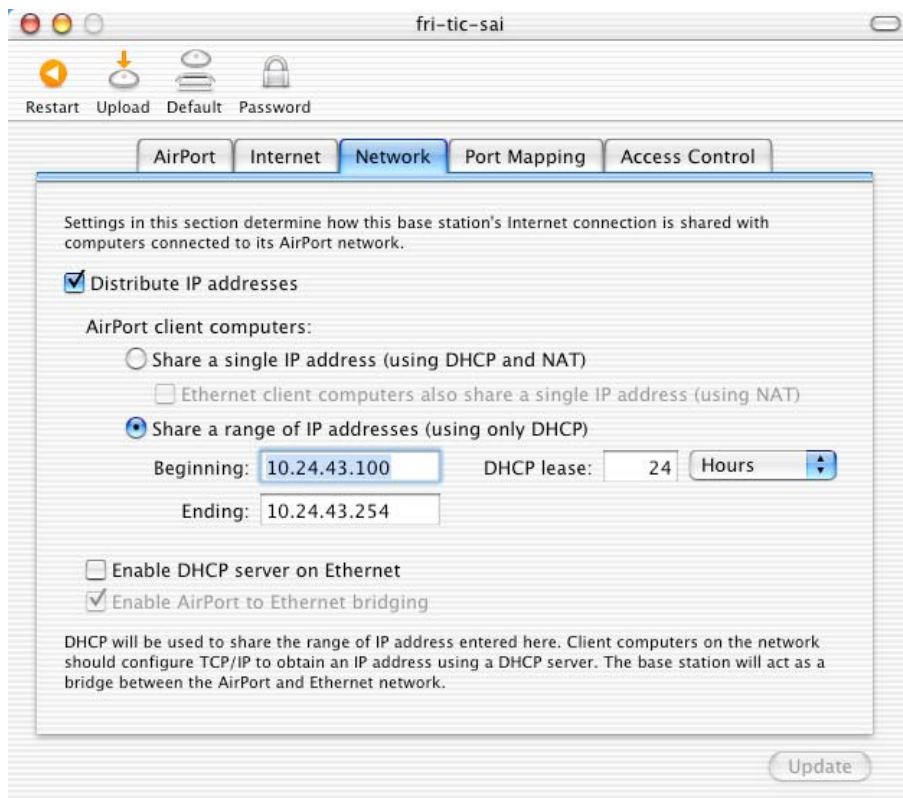 fri-tic-sai
Restart Upload Default Password
AirPort Internet Network Port Mapping Access Control
Settings in this section determine how this base station's Internet connection is shared with
computers connected to its AirPort network.
Distribute IP addresses
AirPort client computers:
Share a single IP address (using DHCP and NAT)
Ethernet client computers also share a single IP address (using NAT)
Share a range of IP addresses (using only DHCP)
Beginning: 10.24.43.100 DHCP lease: 24 Hours
Ending: 10.24.43.254
Enable DHCP server on Ethernet
Enable AirPort to Ethernet bridging
DHCP will be used to share the range of IP address entered here. Client computers on the network
should configure TCP/IP to obtain an IP address using a DHCP server. The base station will act as a
bridge between the AirPort and Ethernet network.
Update